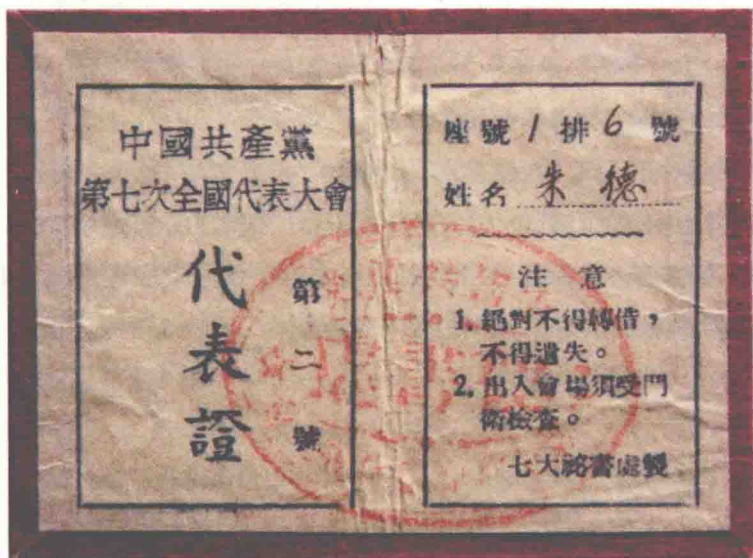 中國共產黨
第七次全國代表大會
代表證
第二號
座號1排6號
姓名 朱德
注意
1. 絕對不得轉借，
不得遺失。
2. 出入會場須受門
衛檢查。
七大祕書處製